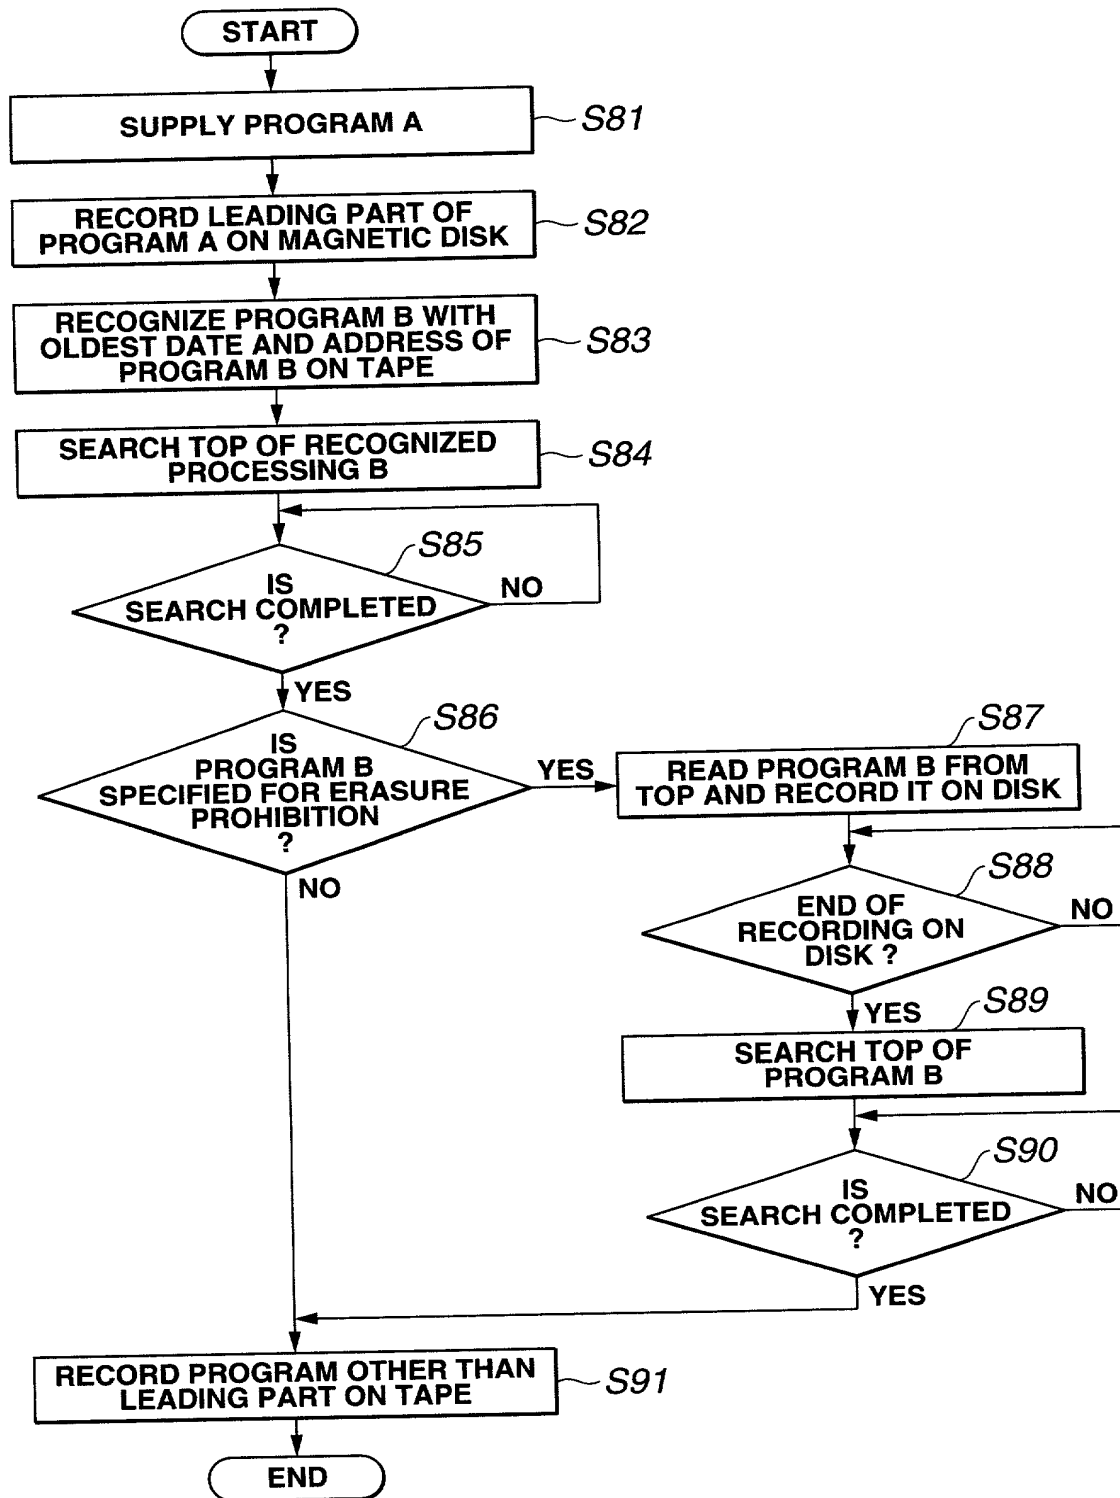 START
SUPPLY PROGRAM A
S81
RECORD LEADING PART OF
PROGRAM A ON MAGNETIC DISK
S82
RECOGNIZE PROGRAM B WITH
OLDEST DATE AND ADDRESS OF
PROGRAM B ON TAPE
S83
SEARCH TOP OF RECOGNIZED
PROCESSING B
S84
S85
IS
SEARCH COMPLETED
?
NO
YES
S86
IS
PROGRAM B
SPECIFIED FOR ERASURE
PROHIBITION
?
YES
NO
S87
READ PROGRAM B FROM
TOP AND RECORD IT ON DISK
S88
END OF
RECORDING ON
DISK ?
NO
YES
S89
SEARCH TOP OF
PROGRAM B
S90
IS
SEARCH COMPLETED
?
NO
YES
RECORD PROGRAM OTHER THAN
LEADING PART ON TAPE
S91
END